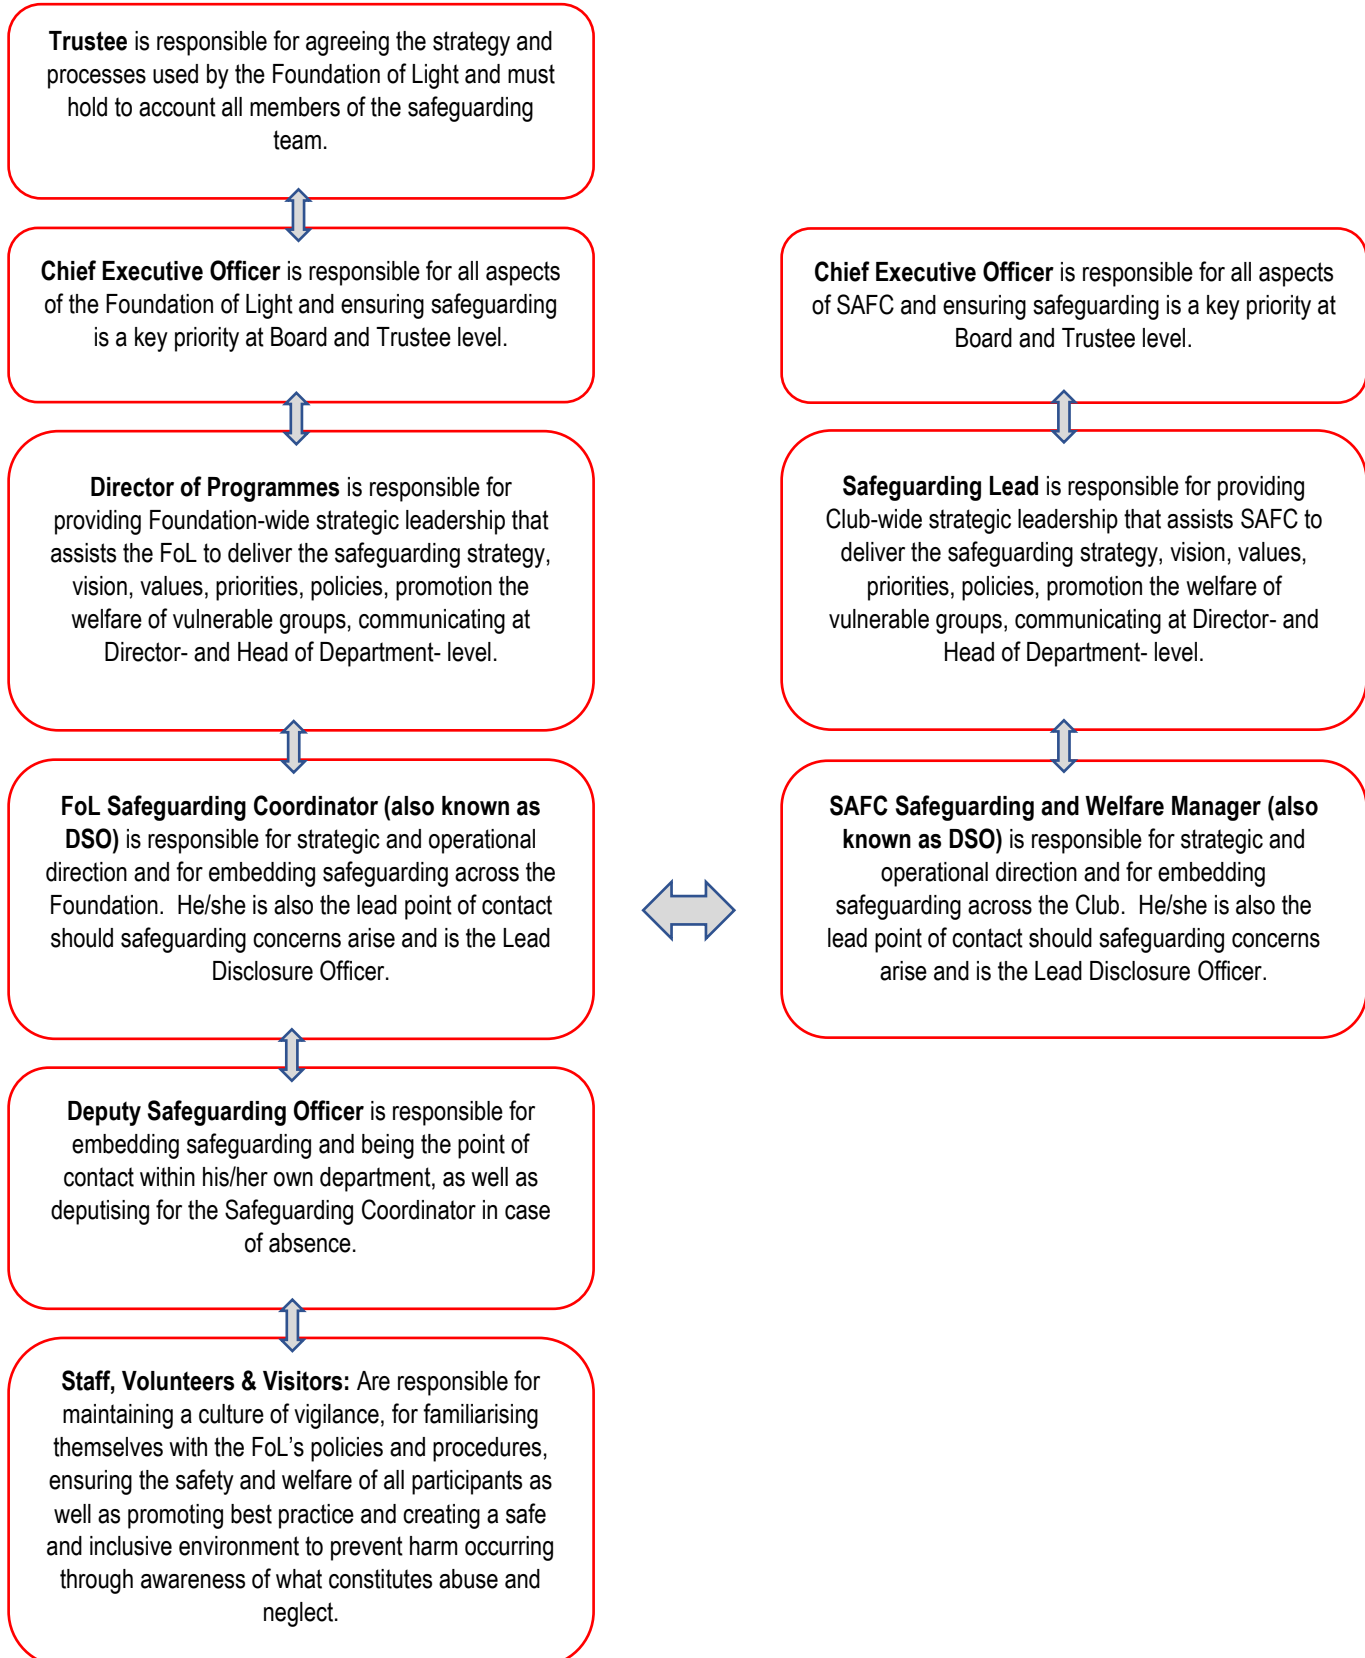 Trustee is responsible for agreeing the strategy and
processes used by the Foundation of Light and must
hold to account all members of the safeguarding
team.
Chief Executive Officer is responsible for all aspects
of the Foundation of Light and ensuring safeguarding
is a key priority at Board and Trustee level.
Chief Executive Officer is responsible for all aspects
of SAFC and ensuring safeguarding is a key priority at
Board and Trustee level.
Director of Programmes is responsible for
providing Foundation-wide strategic leadership that
assists the FoL to deliver the safeguarding strategy,
vision, values, priorities, policies, promotion the
welfare of vulnerable groups, communicating at
Director- and Head of Department- level.
Safeguarding Lead is responsible for providing
Club-wide strategic leadership that assists SAFC to
deliver the safeguarding strategy, vision, values,
priorities, policies, promotion the welfare of
vulnerable groups, communicating at Director- and
Head of Department- level.
FoL Safeguarding Coordinator (also known as
DSO) is responsible for strategic and operational
direction and for embedding safeguarding across the
Foundation. He/she is also the lead point of contact
should safeguarding concerns arise and is the Lead
Disclosure Officer.
SAFC Safeguarding and Welfare Manager (also
known as DSO) is responsible for strategic and
operational direction and for embedding
safeguarding across the Club. He/she is also the
lead point of contact should safeguarding concerns
arise and is the Lead Disclosure Officer.
Deputy Safeguarding Officer is responsible for
embedding safeguarding and being the point of
contact within his/her own department, as well as
deputising for the Safeguarding Coordinator in case
of absence.
Staff, Volunteers & Visitors: Are responsible for
maintaining a culture of vigilance, for familiarising
themselves with the FoL’s policies and procedures,
ensuring the safety and welfare of all participants as
well as promoting best practice and creating a safe
and inclusive environment to prevent harm occurring
through awareness of what constitutes abuse and
neglect.